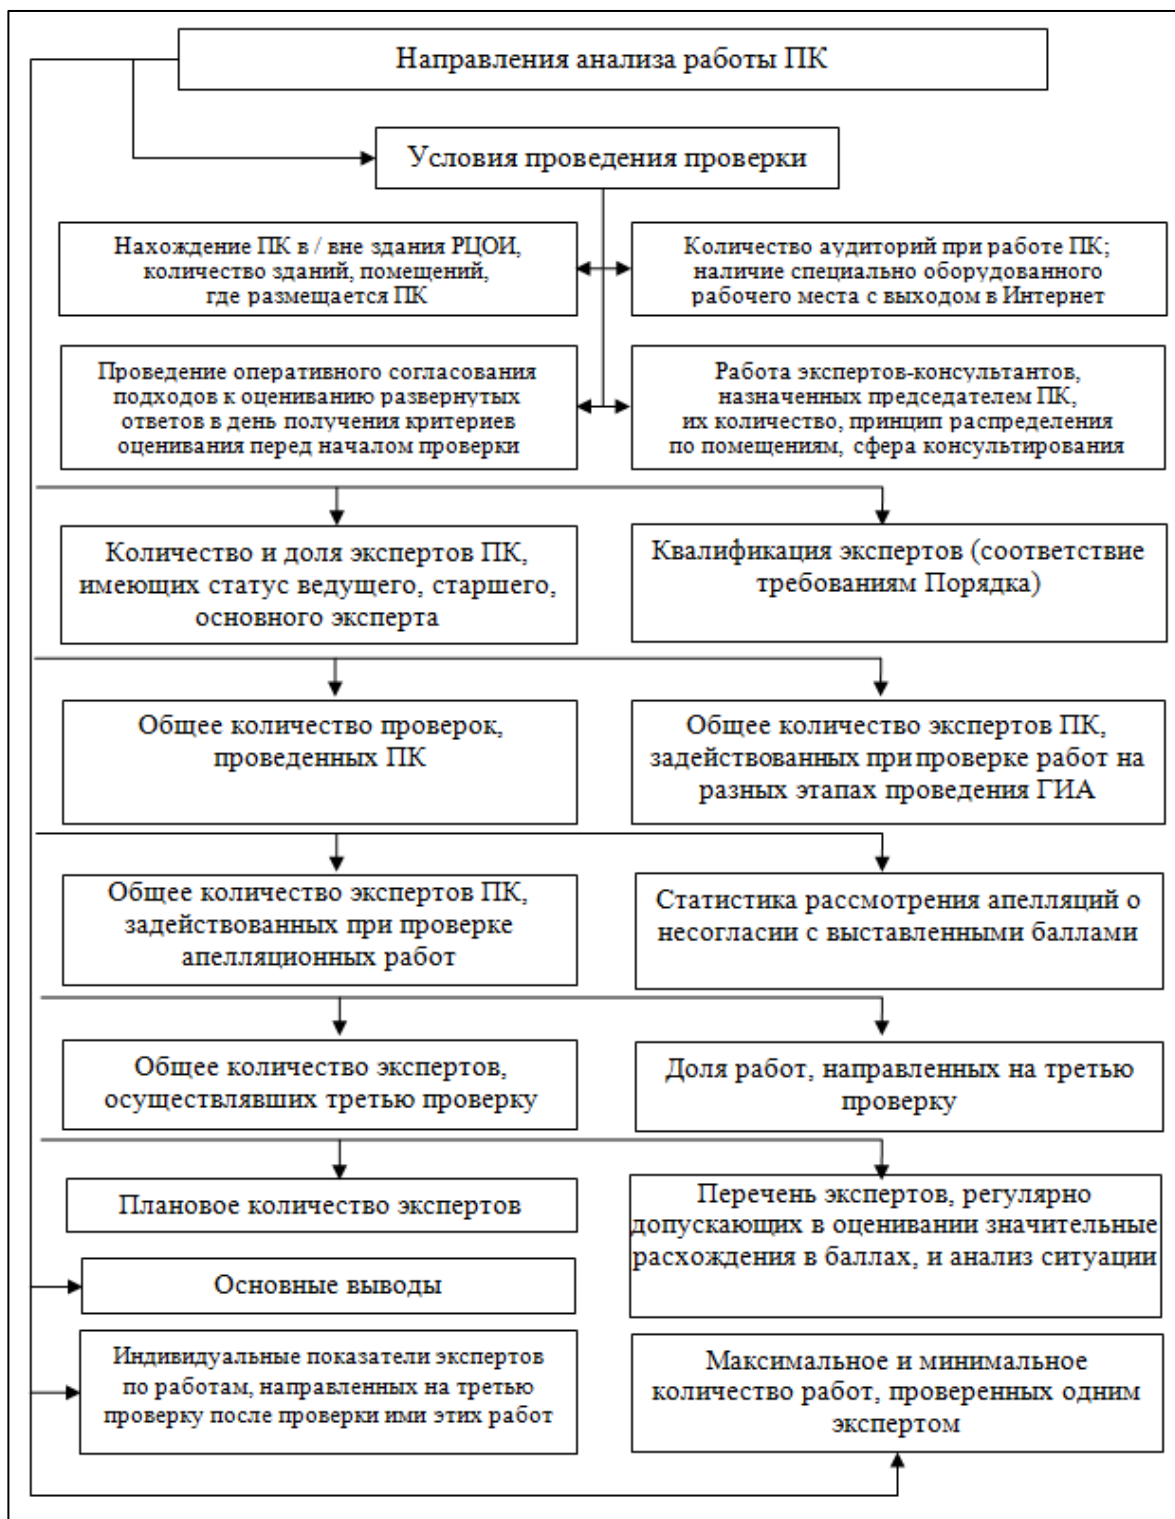 Направления анализа работы ПК
Условия проведения проверки
Нахождение ПК в / вне здания РЦОИ,
количество зданий, помещений,
где размещается ПК
Количество аудиторий при работе ПК;
наличие специально оборудованного
рабочего места с выходом в Интернет
Проведение оперативного согласования
подходов к оцениванию развернутых
ответов в день получения критериев
оценивания перед началом проверки
Работа экспертов-консультантов,
назначенных председателем ПК,
их количество, принцип распределения
по помещениям, сфера консультирования
Количество и доля экспертов ПК,
имеющих статус ведущего, старшего,
основного эксперта
Квалификация экспертов (соответствие
требованиям Порядка)
Общее количество проверок,
проведенных ПК
Общее количество экспертов ПК,
задействованных при проверке работ на
разных этапах проведения ГИА
Общее количество экспертов ПК,
задействованных при проверке
апелляционных работ
Статистика рассмотрения апелляций о
несогласии с выставленными баллами
Общее количество экспертов,
осуществлявших третью проверку
Доля работ, направленных на третью
проверку
Плановое количество экспертов
Перечень экспертов, регулярно
допускающих в оценивании значительные
расхождения в баллах, и анализ ситуации
Основные выводы
Индивидуальные показатели экспертов
по работам, направленных на третью
проверку после проверки ими этих работ
Максимальное и минимальное
количество работ, проверенных одним
экспертом